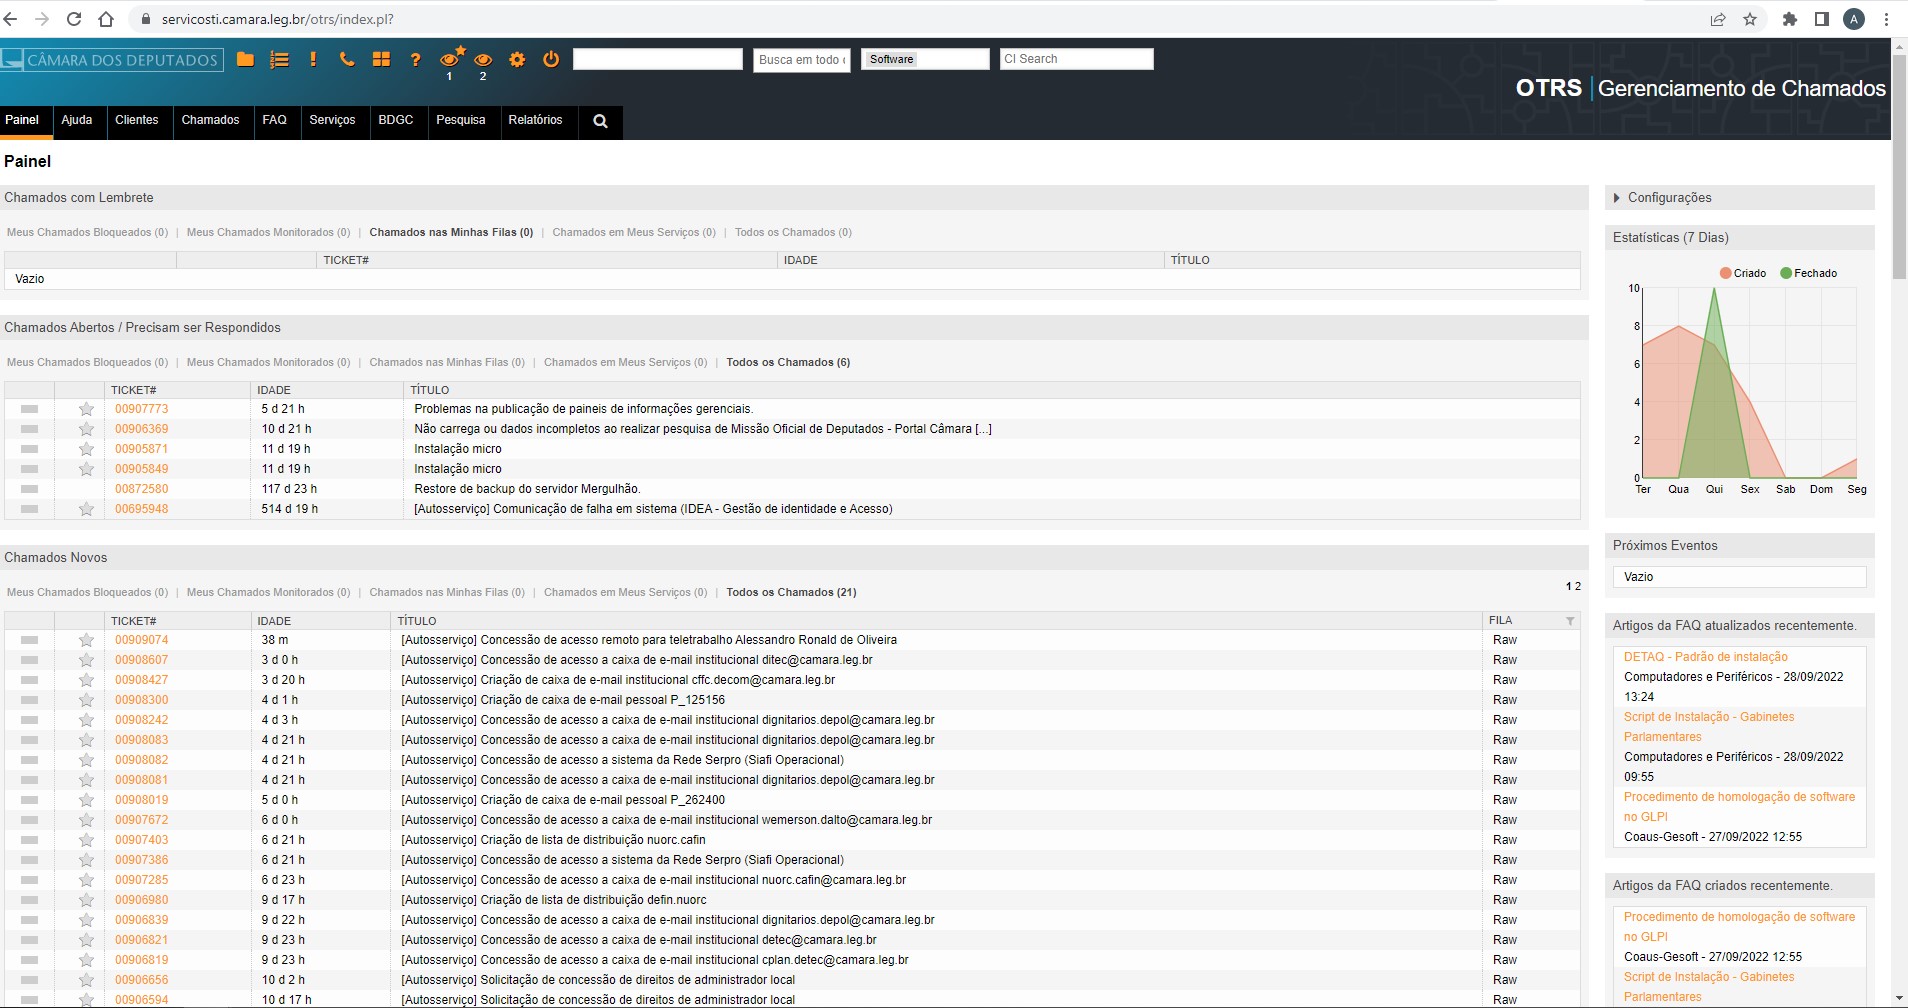 servicosti.camara.leg.br/otrs/index.pl?
A
CÂMARA DOS DEPUTADOS
1
2
Busca em todo
Software
CI Search
OTRS | Gerenciamento de Chamados
Painel Ajuda Clientes Chamados FAQ Serviços BDGC Pesquisa Relatórios
Painel
Chamados com Lembrete
Meus Chamados Bloqueados (0) | Meus Chamados Monitorados (0) | Chamados nas Minhas Filas (0) | Chamados em Meus Serviços (0) | Todos os Chamados (0)
TICKET# IDADE TÍTULO
Vazio
Chamados Abertos / Precisam ser Respondidos
Meus Chamados Bloqueados (0) | Meus Chamados Monitorados (0) | Chamados nas Minhas Filas (0) | Chamados em Meus Serviços (0) | Todos os Chamados (6)
TICKET# IDADE TÍTULO
00907773 5 d 21 h Problemas na publicação de paineis de informações gerenciais.
00906369 10 d 21 h Não carrega ou dados incompletos ao realizar pesquisa de Missão Oficial de Deputados - Portal Câmara [...]
00905871 11 d 19 h Instalação micro
00905849 11 d 19 h Instalação micro
00872580 117 d 23 h Restore de backup do servidor Mergulhão.
00695948 514 d 19 h [Autosserviço] Comunicação de falha em sistema (IDEA - Gestão de identidade e Acesso)
Chamados Novos
Meus Chamados Bloqueados (0) | Meus Chamados Monitorados (0) | Chamados nas Minhas Filas (0) | Chamados em Meus Serviços (0) | Todos os Chamados (21)
1 2
TICKET# IDADE TÍTULO FILA
00909074 38 m [Autosserviço] Concessão de acesso remoto para teletrabalho Alessandro Ronald de Oliveira Raw
00908607 3 d 0 h [Autosserviço] Concessão de acesso a caixa de e-mail institucional ditec@camara.leg.br Raw
00908427 3 d 20 h [Autosserviço] Criação de caixa de e-mail institucional cffc.decom@camara.leg.br Raw
00908300 4 d 1 h [Autosserviço] Criação de caixa de e-mail pessoal P_125156 Raw
00908242 4 d 3 h [Autosserviço] Concessão de acesso a caixa de e-mail institucional dignitarios.depol@camara.leg.br Raw
00908083 4 d 21 h [Autosserviço] Concessão de acesso a caixa de e-mail institucional dignitarios.depol@camara.leg.br Raw
00908082 4 d 21 h [Autosserviço] Concessão de acesso a sistema da Rede Serpro (Siafi Operacional) Raw
00908081 4 d 21 h [Autosserviço] Concessão de acesso a caixa de e-mail institucional dignitarios.depol@camara.leg.br Raw
00908019 5 d 0 h [Autosserviço] Criação de caixa de e-mail pessoal P_262400 Raw
00907672 6 d 0 h [Autosserviço] Concessão de acesso a caixa de e-mail institucional wemerson.dalto@camara.leg.br Raw
00907403 6 d 21 h [Autosserviço] Criação de lista de distribuição nuorc.cafin Raw
00907386 6 d 21 h [Autosserviço] Concessão de acesso a sistema da Rede Serpro (Siafi Operacional) Raw
00907285 6 d 23 h [Autosserviço] Concessão de acesso a caixa de e-mail institucional nuorc.cafin@camara.leg.br Raw
00906980 9 d 17 h [Autosserviço] Criação de lista de distribuição defin.nuorc Raw
00906839 9 d 22 h [Autosserviço] Concessão de acesso a caixa de e-mail institucional dignitarios.depol@camara.leg.br Raw
00906821 9 d 23 h [Autosserviço] Concessão de acesso a caixa de e-mail institucional detec@camara.leg.br Raw
00906819 9 d 23 h [Autosserviço] Concessão de acesso a caixa de e-mail institucional cplan.detec@camara.leg.br Raw
00906656 10 d 2 h [Autosserviço] Solicitação de concessão de direitos de administrador local Raw
00906594 10 d 17 h [Autosserviço] Solicitação de concessão de direitos de administrador local Raw
Configurações
Estatísticas (7 Dias)
Criado Fechado
10
8
6
4
2
0
Ter Qua Qui Sex Sab Dom Seg
Próximos Eventos
Vazio
Artigos da FAQ atualizados recentemente.
DETAQ - Padrão de instalação
Computadores e Periféricos - 28/09/2022
13:24
Script de Instalação - Gabinetes
Parlamentares
Computadores e Periféricos - 28/09/2022
09:55
Procedimento de homologação de software
no GLPI
Coaus-Gesoft - 27/09/2022 12:55
Artigos da FAQ criados recentemente.
Procedimento de homologação de software
no GLPI
Coaus-Gesoft - 27/09/2022 12:55
Script de Instalação - Gabinetes
Parlamentares